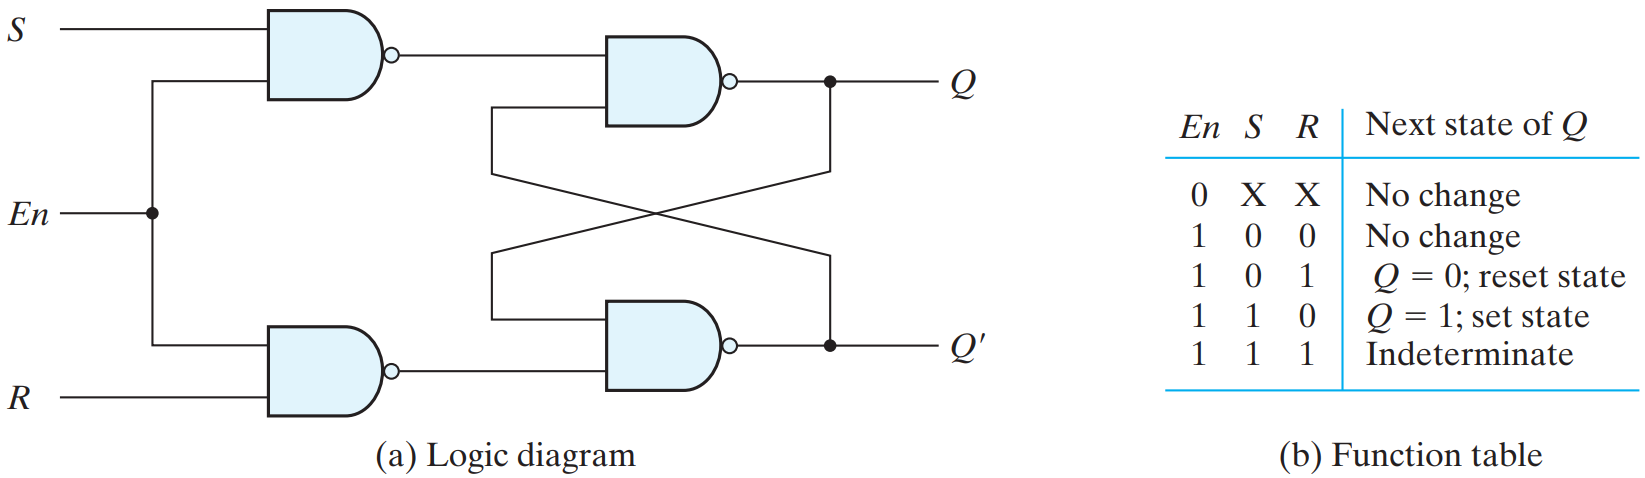 S
En
R
Q
Q′
(a) Logic diagram
En S R Next state of Q
0 X X No change
1 0 0 No change
1 0 1 Q = 0; reset state
1 1 0 Q = 1; set state
1 1 1 Indeterminate
(b) Function table